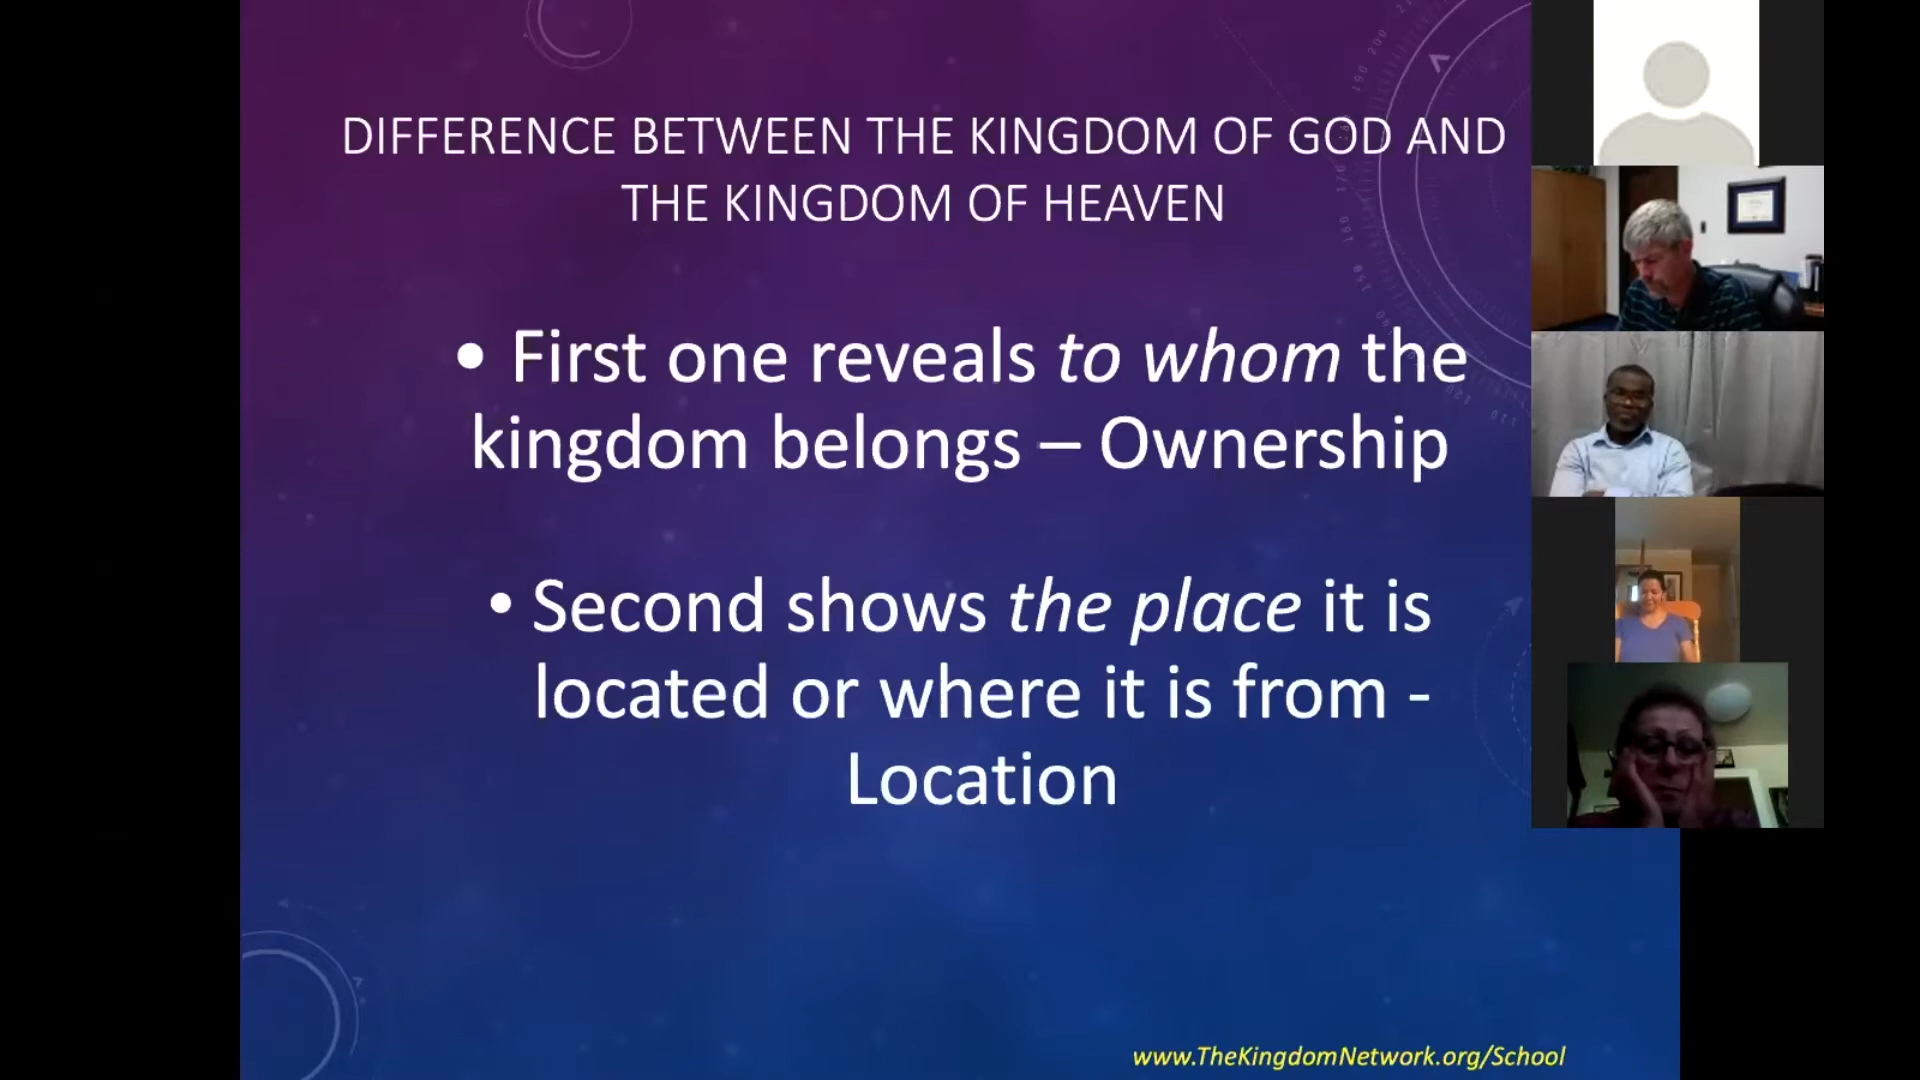 DIFFERENCE BETWEEN THE KINGDOM OF GOD AND
THE KINGDOM OF HEAVEN
• First one reveals to whom the
kingdom belongs – Ownership
• Second shows the place it is
located or where it is from -
Location
www.TheKingdomNetwork.org/School